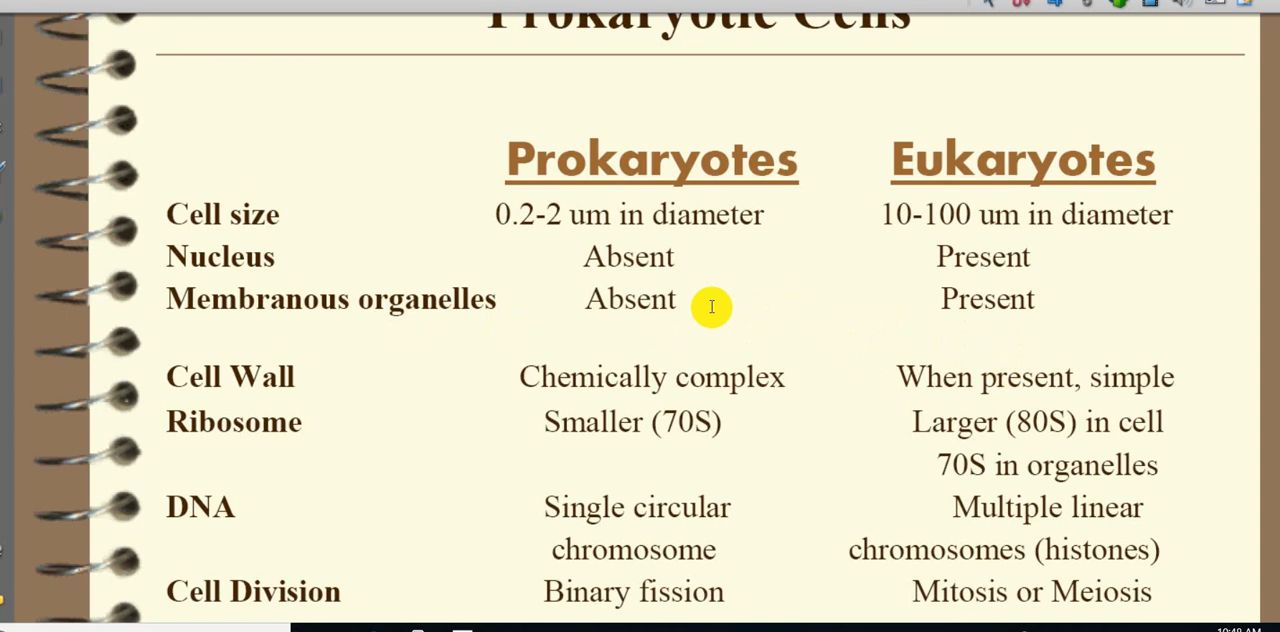 Prokaryotic Cells
Prokaryotes Eukaryotes
Cell size 0.2-2 um in diameter 10-100 um in diameter
Nucleus Absent Present
Membranous organelles Absent Present
Cell Wall Chemically complex When present, simple
Ribosome Smaller (70S) Larger (80S) in cell
70S in organelles
DNA Single circular Multiple linear
chromosome chromosomes (histones)
Cell Division Binary fission Mitosis or Meiosis